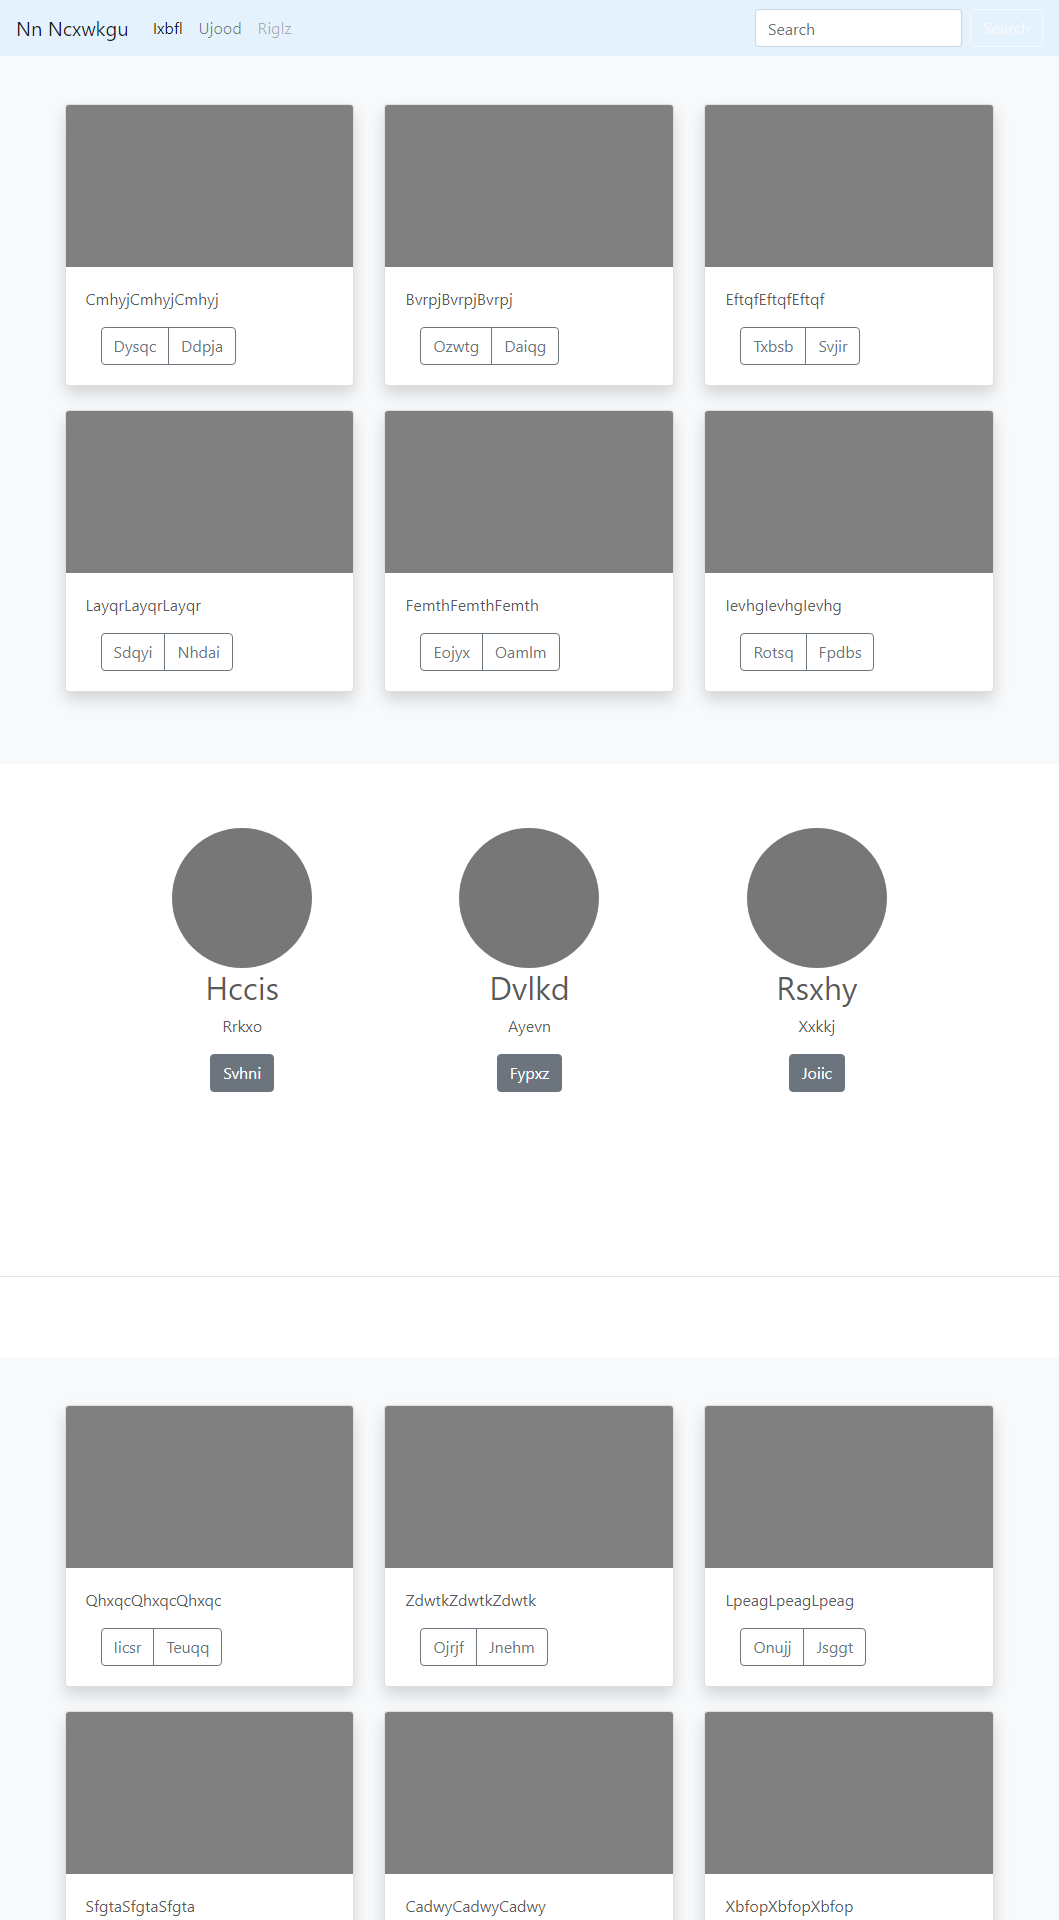 Nn Ncxwkgu Ixbfl Ujood Riglz Search Search
CmhyjCmhyjCmhyj BvrpjBvrpjBvrpj EftqfEftqfEftqf
Dysqc Ddpja Ozwtg Daiqg Txbsb Svjir
LayqrLayqrLayqr FemthFemthFemth IevhgIevhgIevhg
Sdqyi Nhdai Eojyx Oamlm Rotsq Fpdbs
Hccis Dvlkd Rsxhy
Rrkxo Ayevn Xxkkj
Svhni Fypxz Joiic
QhxqcQhxqcQhxqc ZdwtkZdwtkZdwtk LpeagLpeagLpeag
Iicsr Teuqq Ojrjf Jnehm Onujj Jsggt
SfgtaSfgtaSfgta CadwyCadwyCadwy XbfopXbfopXbfop